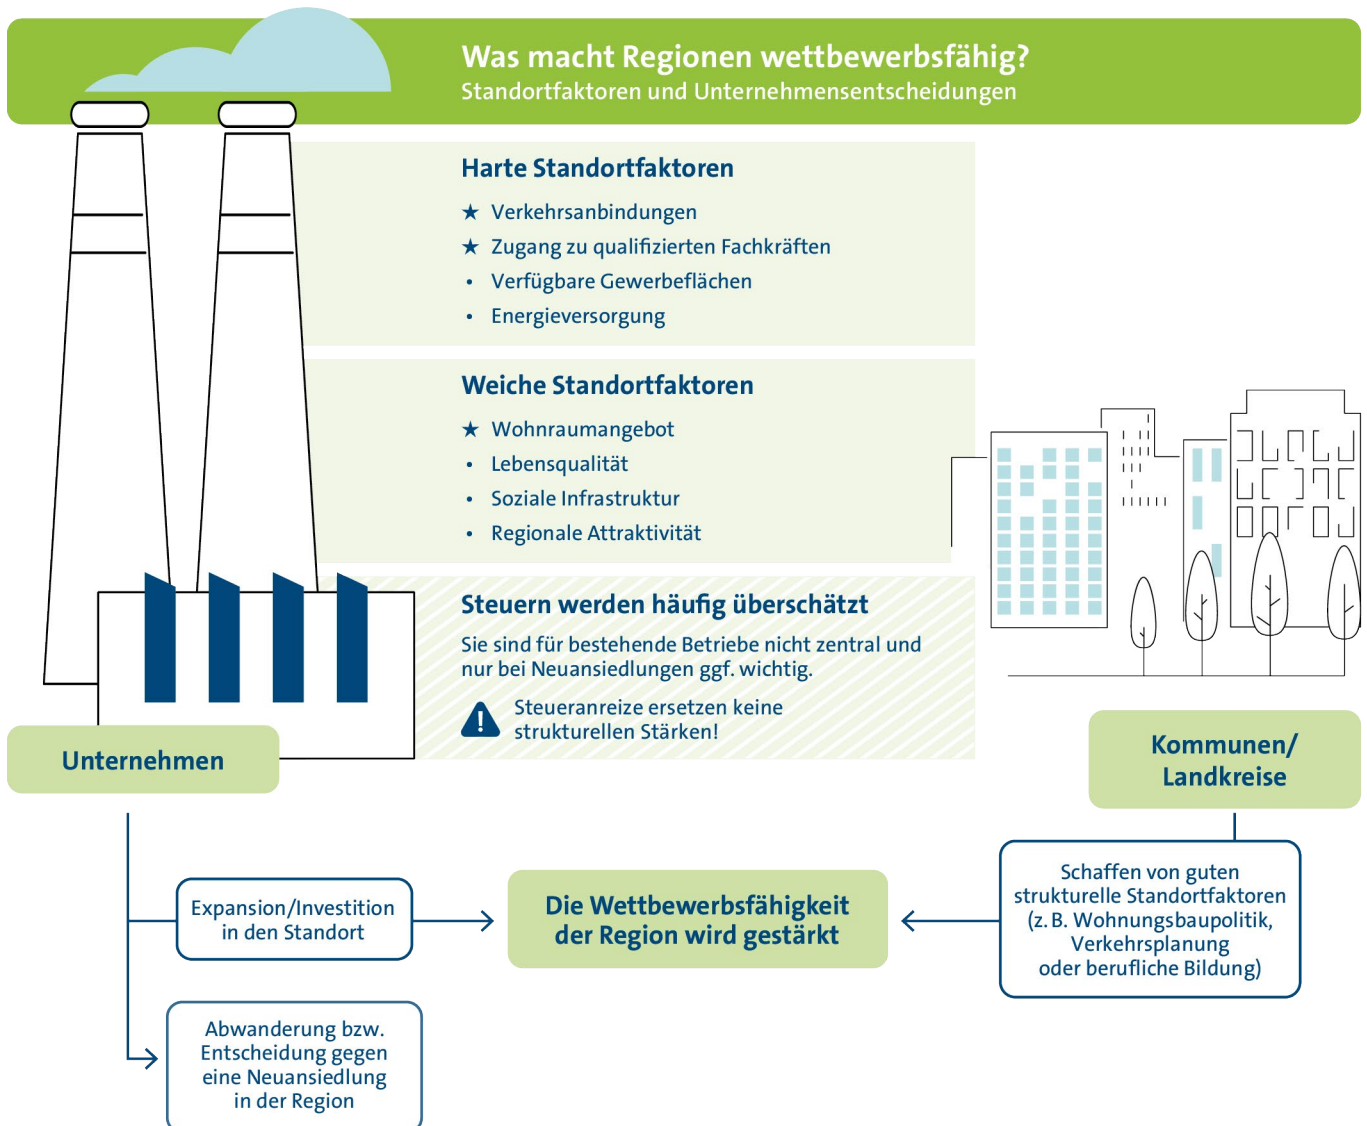 Was macht Regionen wettbewerbsfähig?
Standortfaktoren und Unternehmensentscheidungen
Harte Standortfaktoren
★ Verkehrsanbindungen
★ Zugang zu qualifizierten Fachkräften
• Verfügbare Gewerbeflächen
• Energieversorgung
Weiche Standortfaktoren
★ Wohnraumangebot
• Lebensqualität
• Soziale Infrastruktur
• Regionale Attraktivität
Steuern werden häufig überschätzt
Sie sind für bestehende Betriebe nicht zentral und
nur bei Neuansiedlungen ggf. wichtig.
!
Steueranreize ersetzen keine
strukturellen Stärken!
Unternehmen
Kommunen/
Landkreise
Expansion/Investition
in den Standort
Die Wettbewerbsfähigkeit
der Region wird gestärkt
Schaffen von guten
strukturelle Standortfaktoren
(z. B. Wohnungsbaupolitik,
Verkehrsplanung
oder berufliche Bildung)
Abwanderung bzw.
Entscheidung gegen
eine Neuansiedlung
in der Region